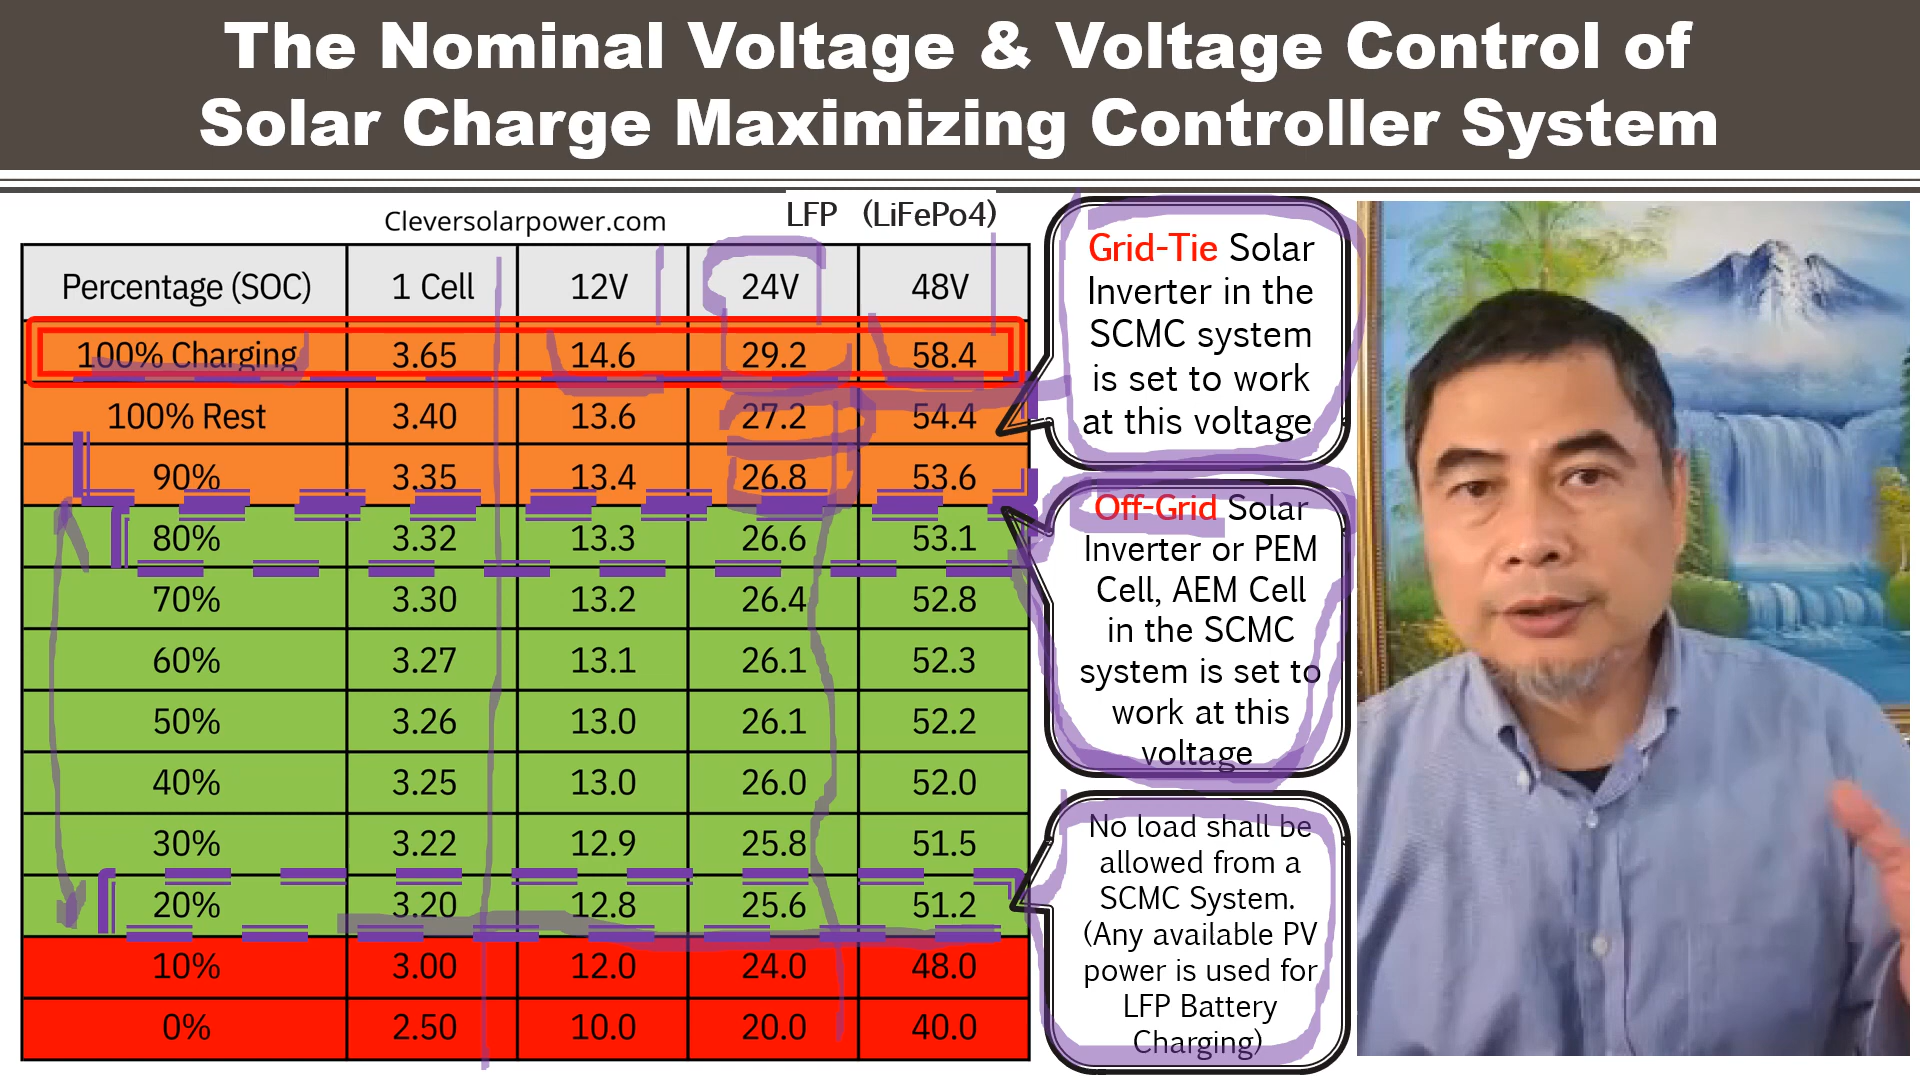 The Nominal Voltage & Voltage Control of
Solar Charge Maximizing Controller System
Cleversolarpower.com
LFP (LiFePo4)
Percentage (SOC) 1 Cell 12V 24V 48V
100% Charging 3.65 14.6 29.2 58.4
100% Rest 3.40 13.6 27.2 54.4
90% 3.35 13.4 26.8 53.6
80% 3.32 13.3 26.6 53.1
70% 3.30 13.2 26.4 52.8
60% 3.27 13.1 26.1 52.3
50% 3.26 13.0 26.1 52.2
40% 3.25 13.0 26.0 52.0
30% 3.22 12.9 25.8 51.5
20% 3.20 12.8 25.6 51.2
10% 3.00 12.0 24.0 48.0
0% 2.50 10.0 20.0 40.0
Grid-Tie Solar
Inverter in the
SCMC system
is set to work
at this voltage
Off-Grid Solar
Inverter or PEM
Cell, AEM Cell
in the SCMC
system is set to
work at this
voltage
No load shall be
allowed from a
SCMC System.
(Any available PV
power is used for
LFP Battery
Charging)